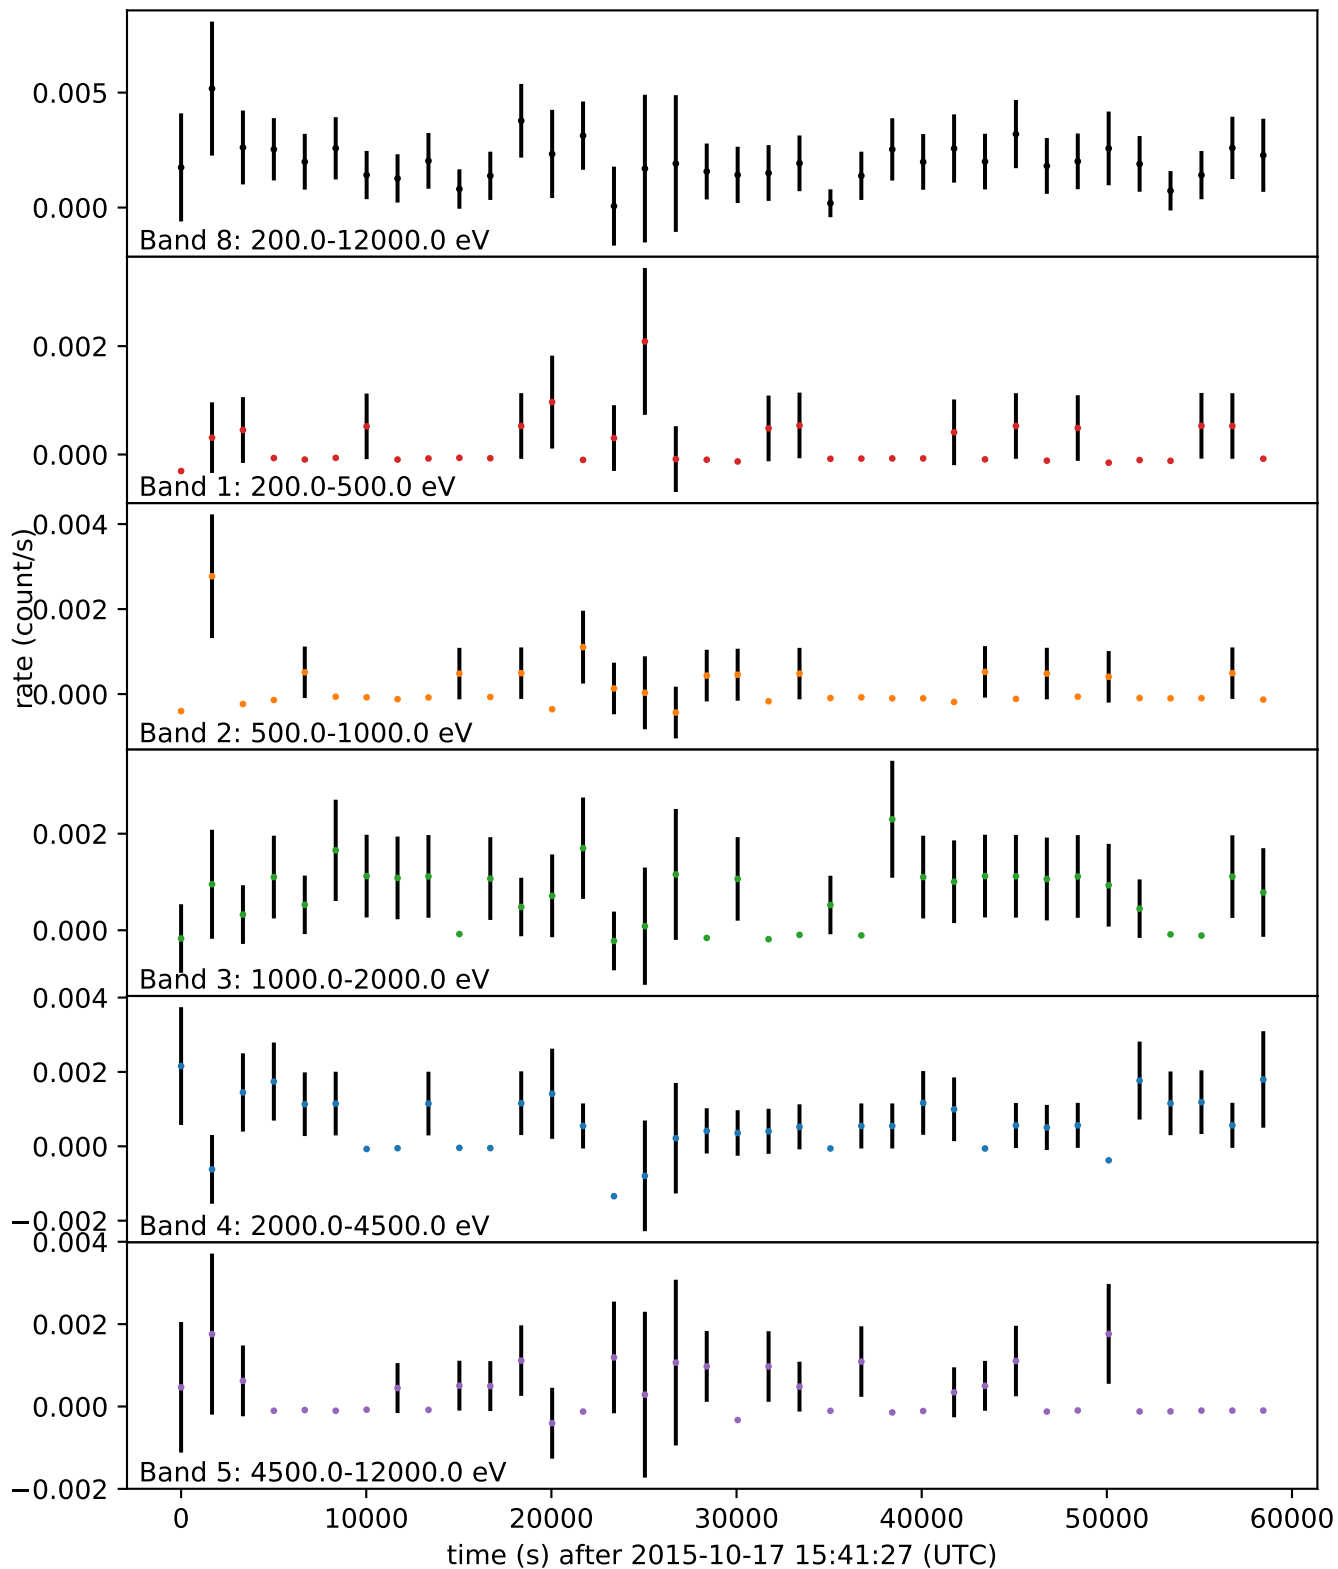 0.005
0.000
Band 8: 200.0-12000.0 eV
0.002
0.000
Band 1: 200.0-500.0 eV
rate (count/s)
0.004
0.002
0.000
Band 2: 500.0-1000.0 eV
0.002
0.000
Band 3: 1000.0-2000.0 eV
0.004
0.002
0.000
−0.002
Band 4: 2000.0-4500.0 eV
0.004
0.002
0.000
−0.002
Band 5: 4500.0-12000.0 eV
0 10000 20000 30000 40000 50000 60000
time (s) after 2015-10-17 15:41:27 (UTC)